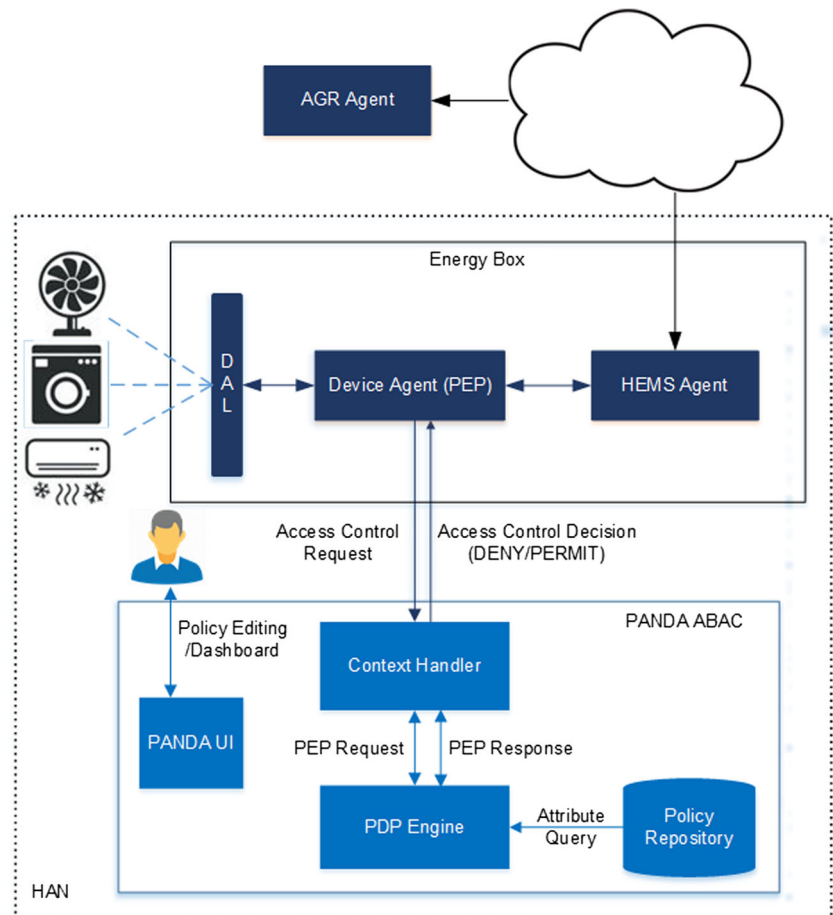 AGR Agent
Energy Box
D
A
L
Device Agent (PEP)
HEMS Agent
Access Control
Request
Access Control Decision
(DENY/PERMIT)
PANDA ABAC
Policy Editing
/Dashboard
Context Handler
PANDA UI
PEP Request
PEP Response
PDP Engine
Attribute
Query
Policy
Repository
HAN